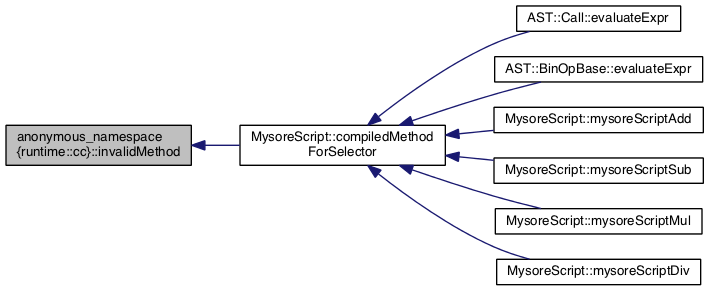 anonymous_namespace
{runtime::cc}::invalidMethod
MysoreScript::compiledMethod
ForSelector
AST::Call::evaluateExpr
AST::BinOpBase::evaluateExpr
MysoreScript::mysoreScriptAdd
MysoreScript::mysoreScriptSub
MysoreScript::mysoreScriptMul
MysoreScript::mysoreScriptDiv